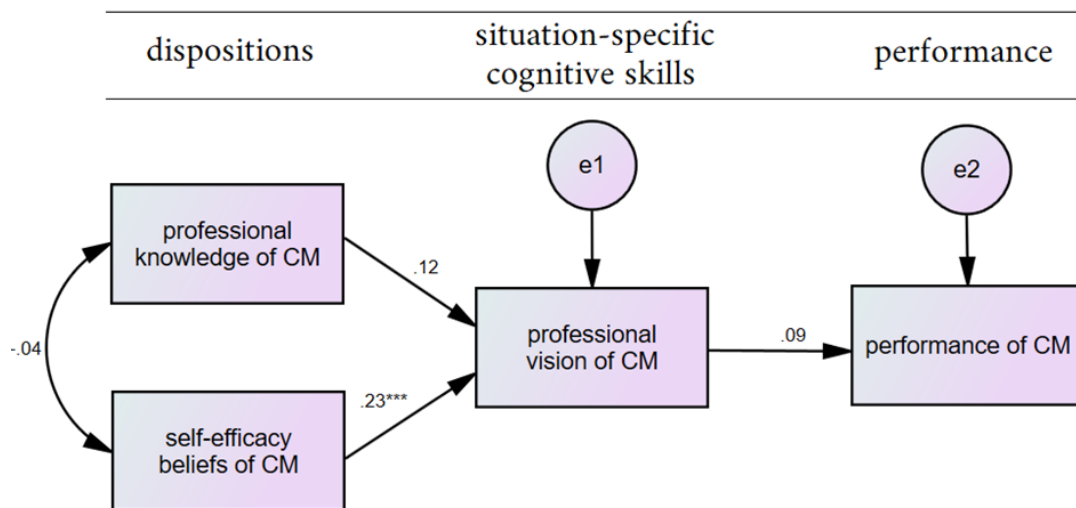 dispositions
situation-specific
cognitive skills
performance
e1
e2
professional
knowledge of CM
.12
professional
vision of CM
.09
performance of CM
-.04
.23***
self-efficacy
beliefs of CM